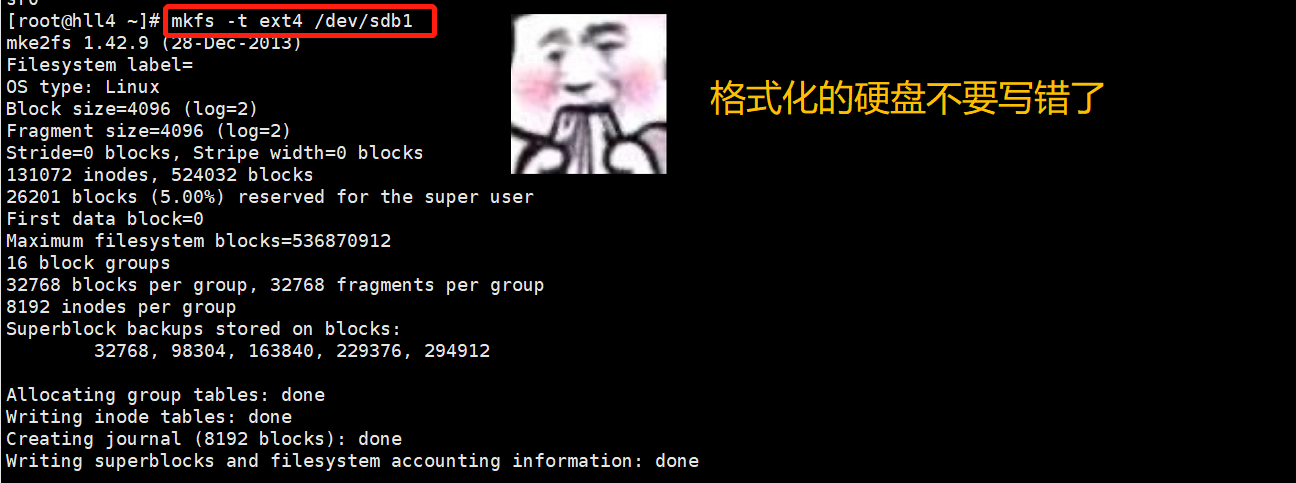 [root@hll4 ~]# mkfs -t ext4 /dev/sdb1
mke2fs 1.42.9 (28-Dec-2013)
Filesystem label=
OS type: Linux
Block size=4096 (log=2)
Fragment size=4096 (log=2)
Stride=0 blocks, Stripe width=0 blocks
131072 inodes, 524032 blocks
26201 blocks (5.00%) reserved for the super user
First data block=0
Maximum filesystem blocks=536870912
16 block groups
32768 blocks per group, 32768 fragments per group
8192 inodes per group
Superblock backups stored on blocks:
        32768, 98304, 163840, 229376, 294912
Allocating group tables: done
Writing inode tables: done
Creating journal (8192 blocks): done
Writing superblocks and filesystem accounting information: done
格式化的硬盘不要写错了